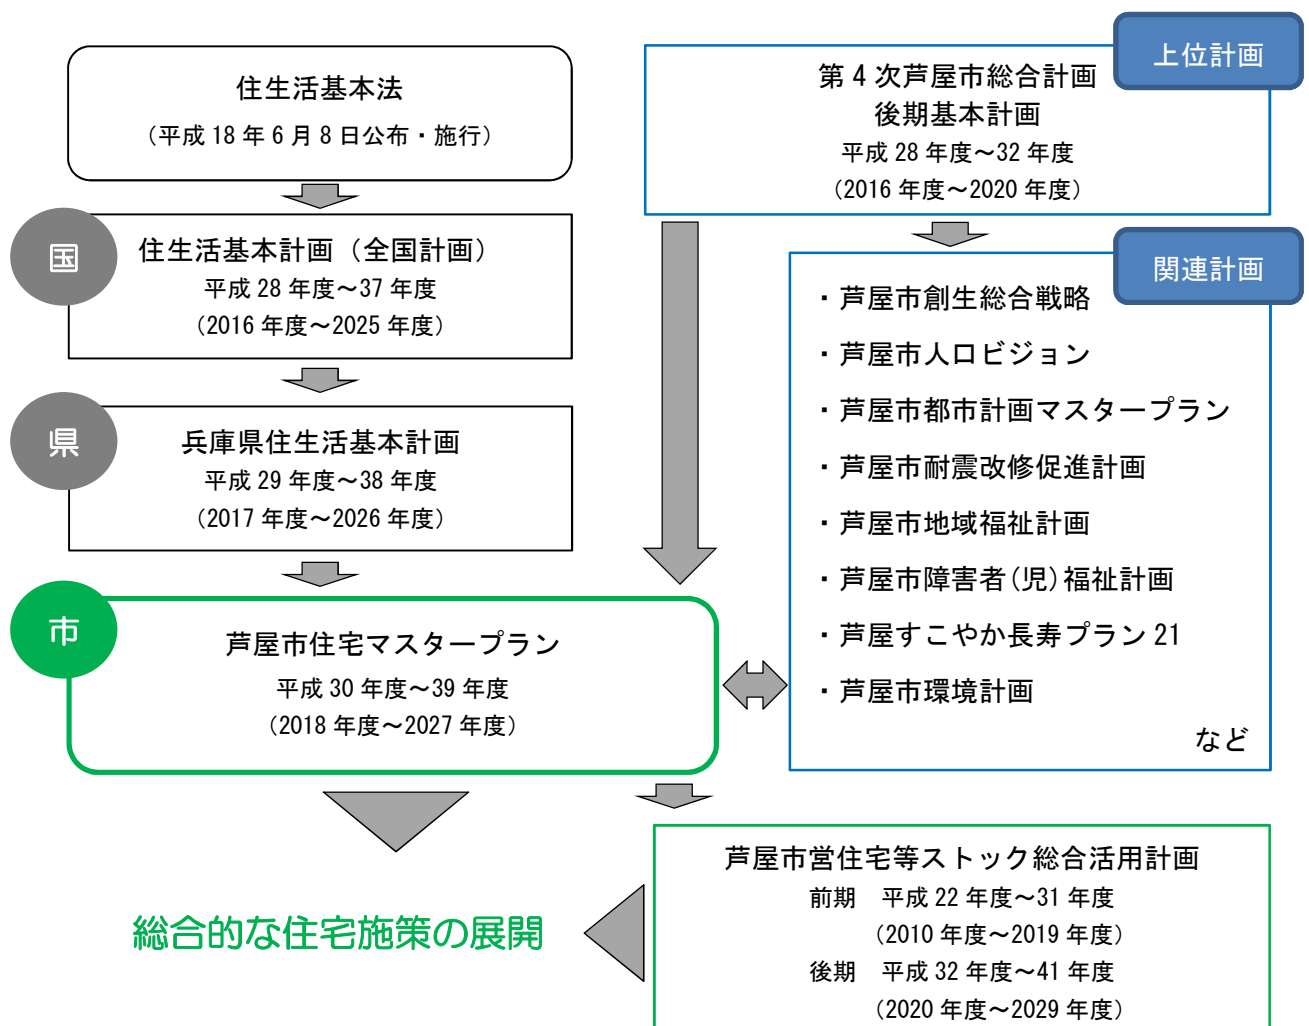 住生活基本法
（平成 18 年 6 月 8 日公布・施行）
国
住生活基本計画（全国計画）
平成 28 年度～37 年度
（2016 年度～2025 年度）
県
兵庫県住生活基本計画
平成 29 年度～38 年度
（2017 年度～2026 年度）
市
芦屋市住宅マスタープラン
平成 30 年度～39 年度
（2018 年度～2027 年度）
上位計画
第 4 次芦屋市総合計画
後期基本計画
平成 28 年度～32 年度
（2016 年度～2020 年度）
関連計画
・芦屋市創生総合戦略
・芦屋市人口ビジョン
・芦屋市都市計画マスタープラン
・芦屋市耐震改修促進計画
・芦屋市地域福祉計画
・芦屋市障害者(児)福祉計画
・芦屋すこやか長寿プラン 21
・芦屋市環境計画
など
芦屋市営住宅等ストック総合活用計画
前期　平成 22 年度～31 年度
（2010 年度～2019 年度）
後期　平成 32 年度～41 年度
（2020 年度～2029 年度）
総合的な住宅施策の展開